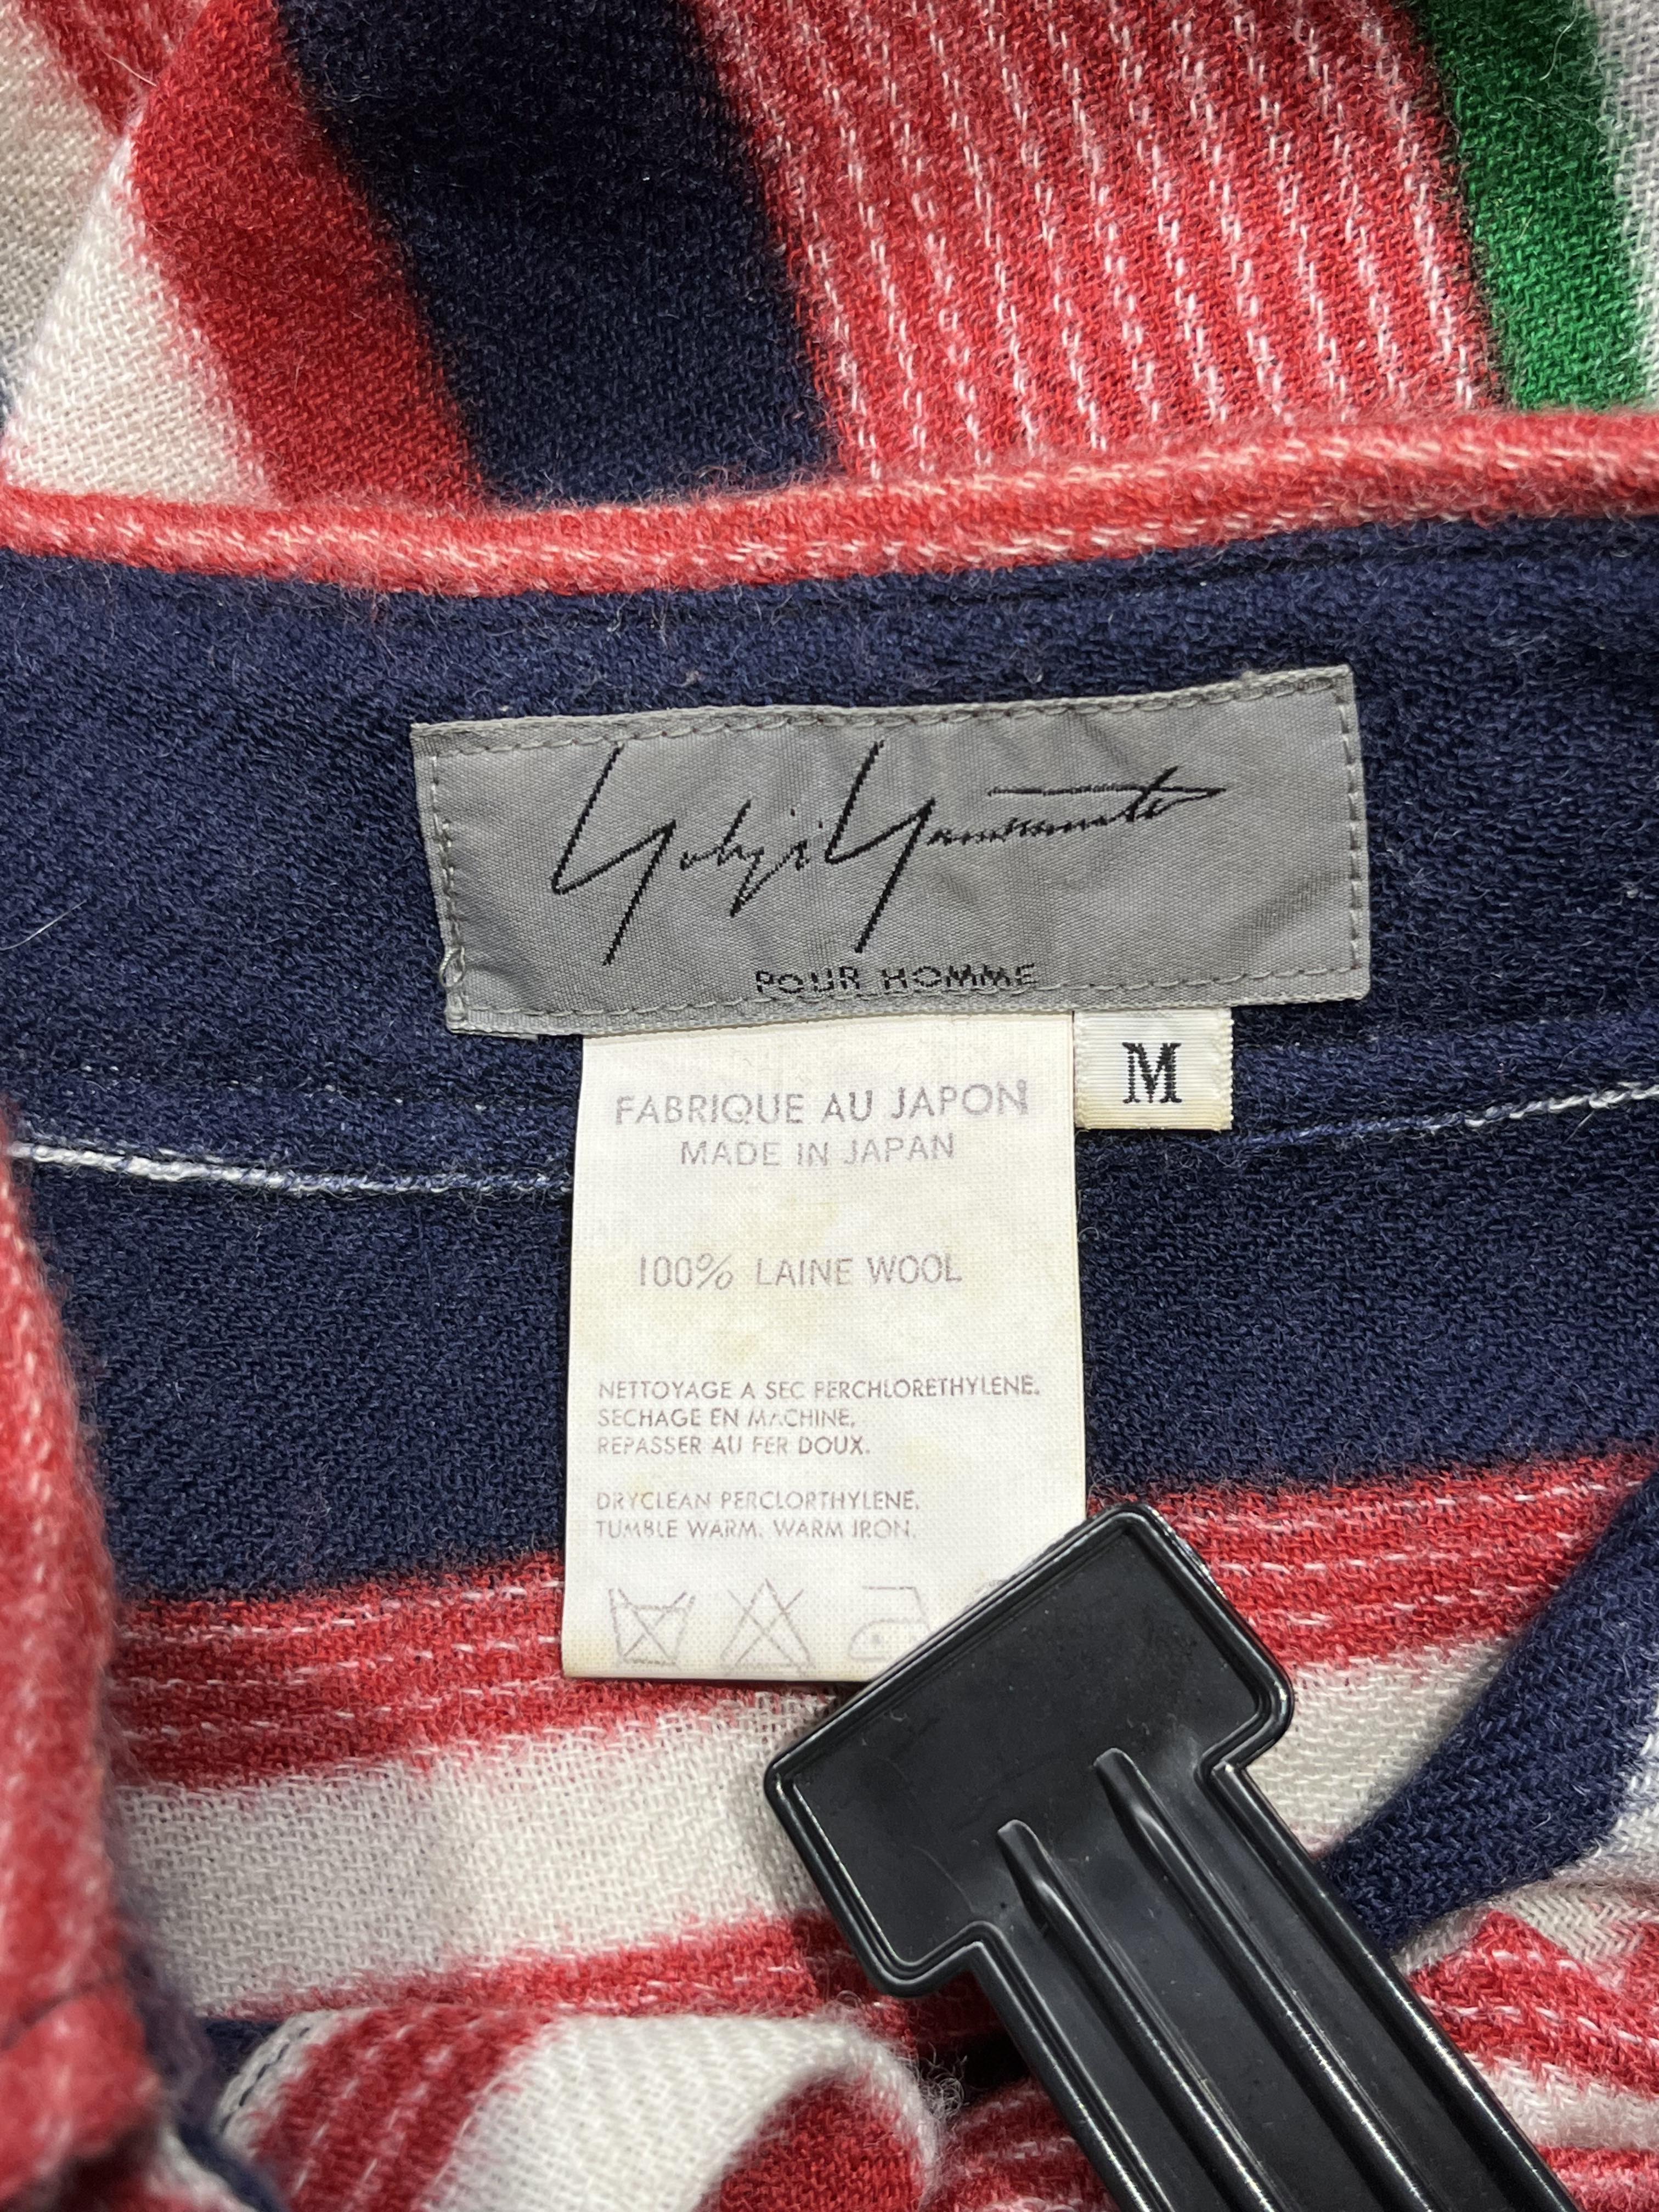 Yohji Yamamoto
POUR HOMME
M
FABRIQUE AU JAPON
MADE IN JAPAN
100% LAINE WOOL
NETTOYAGE A SEC PERCHLORETHYLENE.
SECHAGE EN MACHINE.
REPASSER AU FER DOUX.
DRYCLEAN PERCLORTHYLENE.
TUMBLE WARM. WARM IRON.